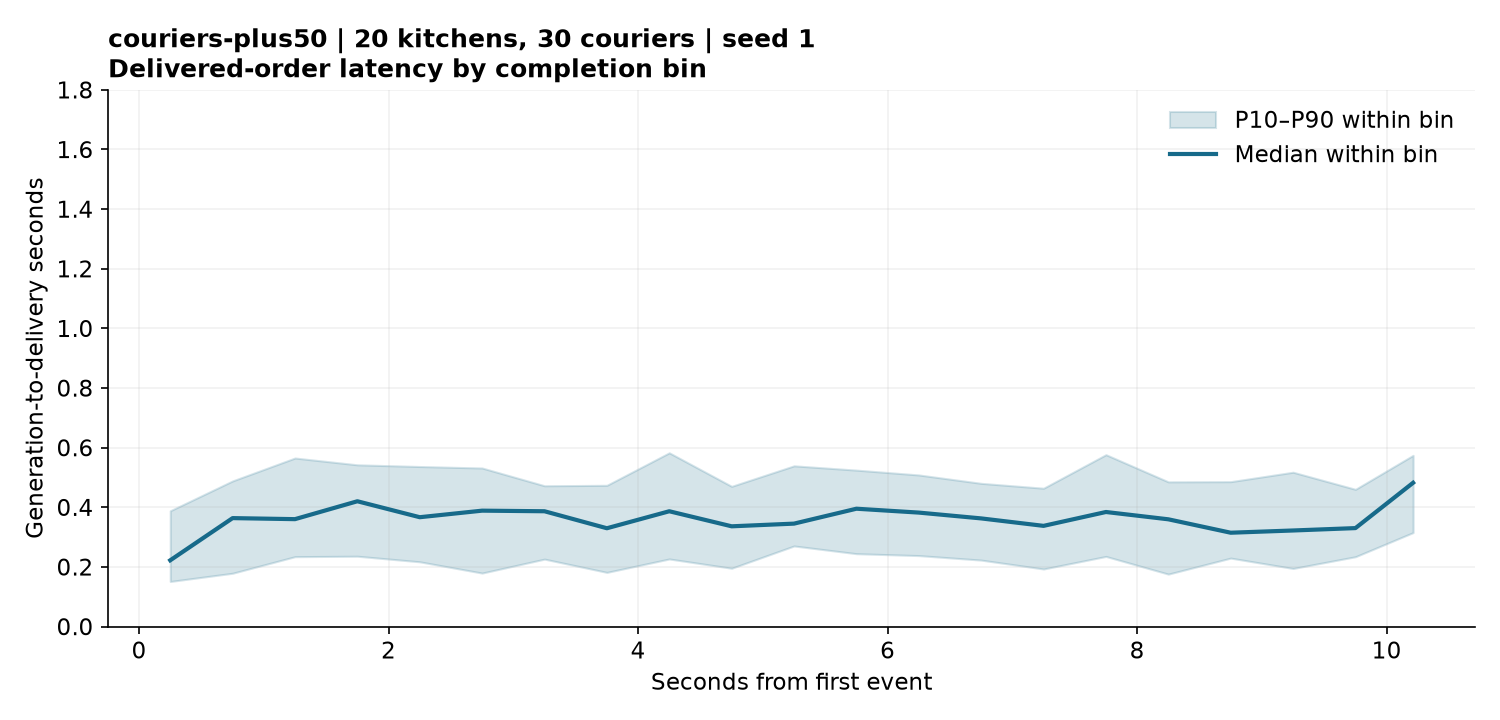 couriers-plus50 | 20 kitchens, 30 couriers | seed 1
Delivered-order latency by completion bin
P10–P90 within bin
Median within bin
Generation-to-delivery seconds
1.8
1.6
1.4
1.2
1.0
0.8
0.6
0.4
0.2
0.0
0 2 4 6 8 10
Seconds from first event